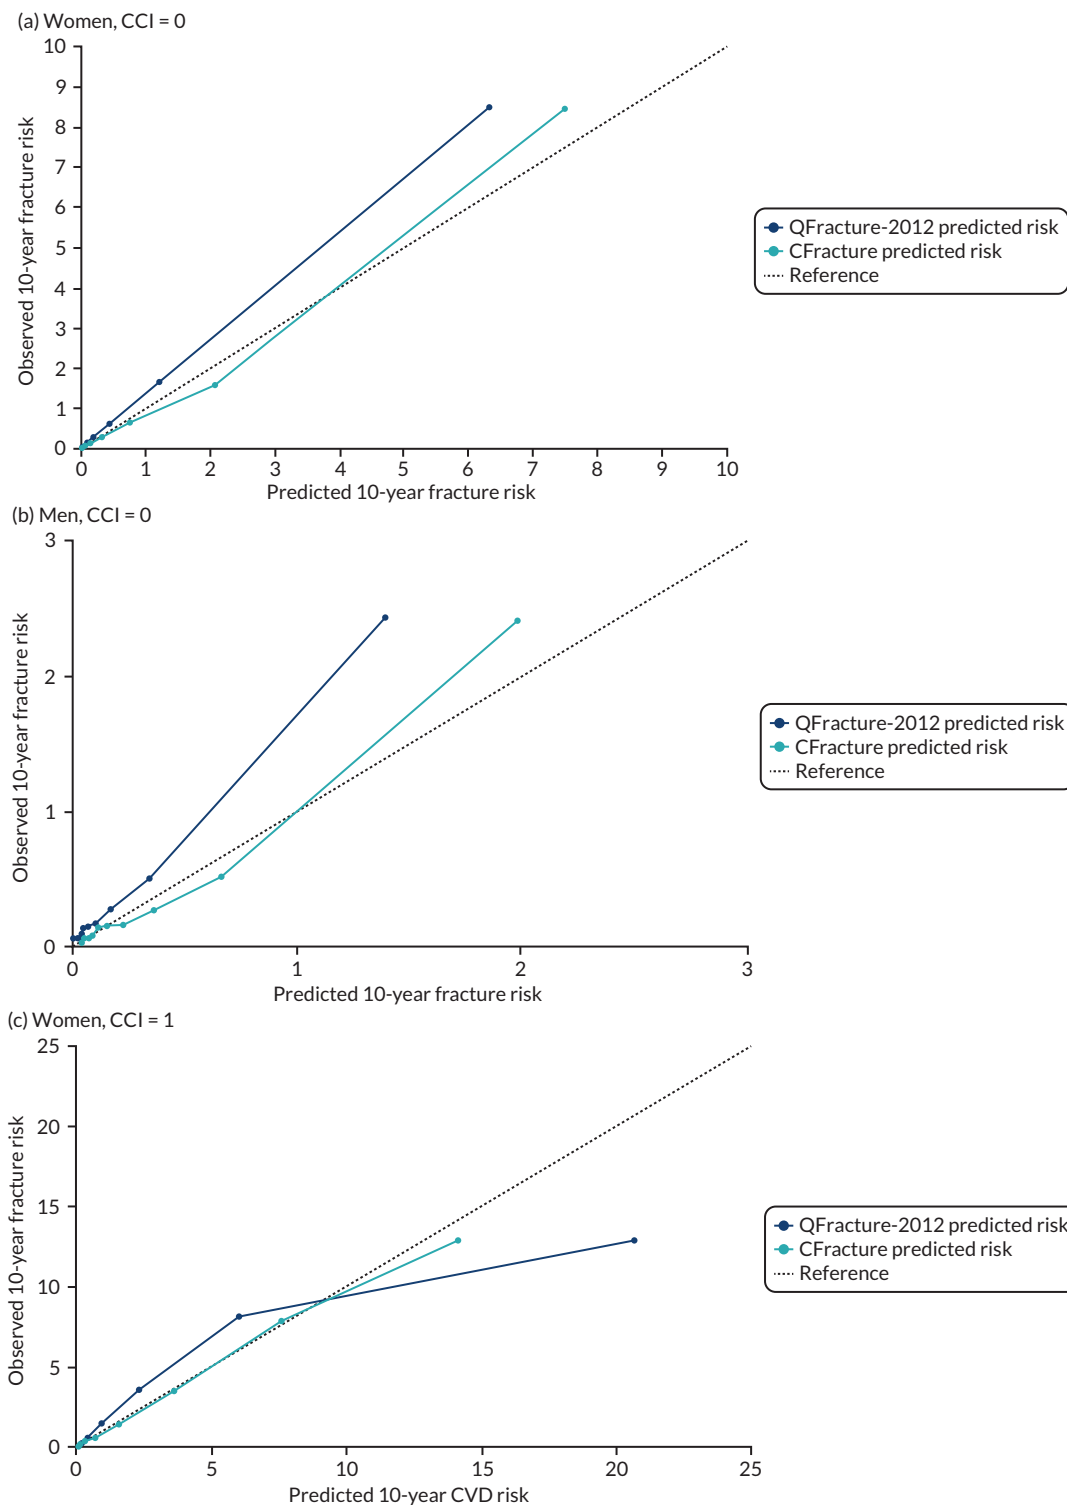 (a) Women, CCI = 0
10
9
8
7
6
5
4
3
2
1
0
Observed 10-year fracture risk
0 1 2 3 4 5 6 7 8 9 10
Predicted 10-year fracture risk
QFracture-2012 predicted risk
CFracture predicted risk
Reference
(b) Men, CCI = 0
3
2
1
0
Observed 10-year fracture risk
0 1 2 3
Predicted 10-year fracture risk
QFracture-2012 predicted risk
CFracture predicted risk
Reference
(c) Women, CCI = 1
25
20
15
10
5
0
Observed 10-year fracture risk
0 5 10 15 20 25
Predicted 10-year CVD risk
QFracture-2012 predicted risk
CFracture predicted risk
Reference